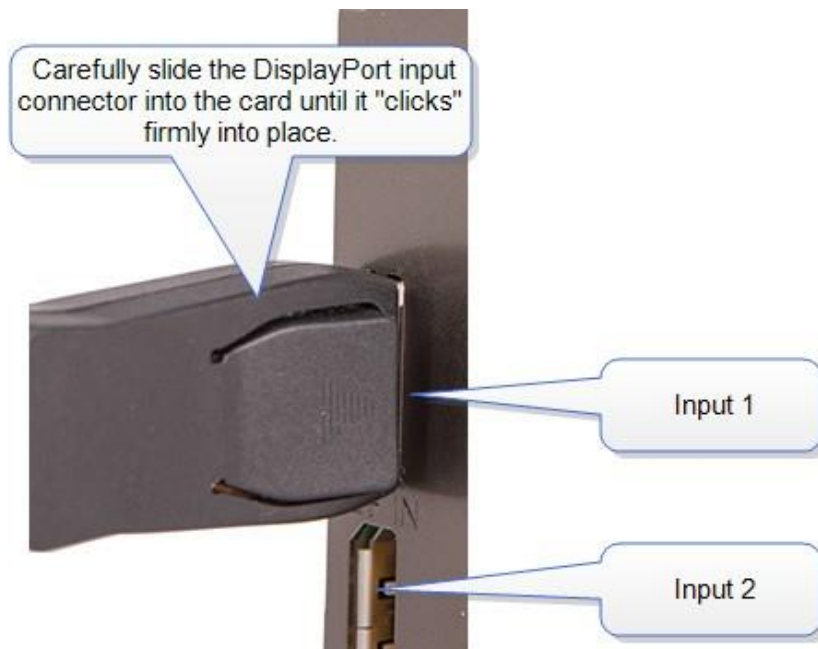 Carefully slide the DisplayPort input
connector into the card until it "clicks"
firmly into place.
Input 1
IN
Input 2